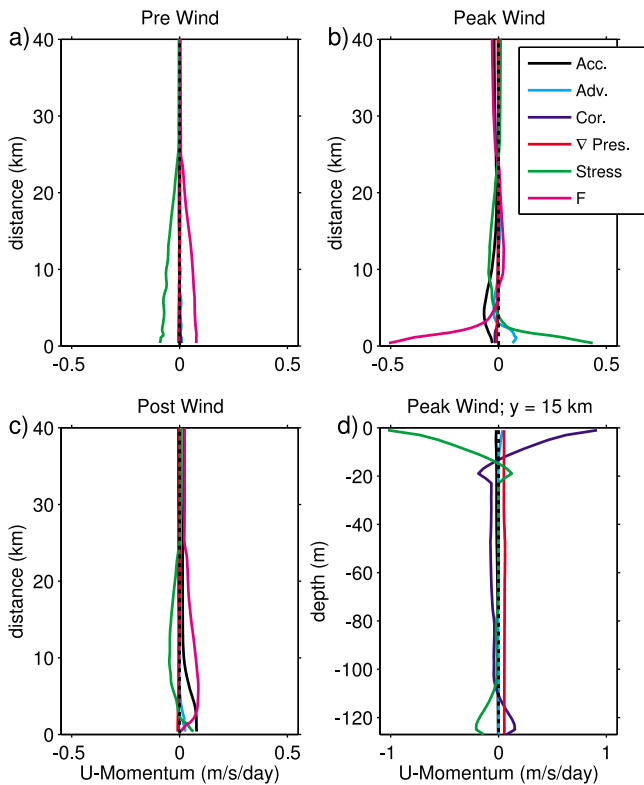 a)
Pre Wind
40
30
20
10
0
distance (km)
-0.5
0
0.5
b)
Peak Wind
40
30
20
10
0
distance (km)
-0.5
0
0.5
Acc.
Adv.
Cor.
∇ Pres.
Stress
F
c)
Post Wind
40
30
20
10
0
distance (km)
-0.5
0
0.5
U-Momentum (m/s/day)
d)
Peak Wind; y = 15 km
0
-20
-40
-60
-80
-100
-120
depth (m)
-1
0
1
U-Momentum (m/s/day)